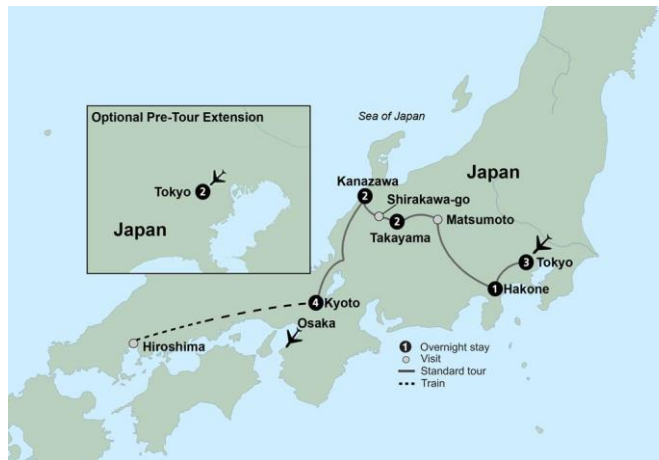 Optional Pre-Tour Extension
Tokyo 2
Japan
Sea of Japan
Japan
Kanazawa
2
Shirakawa-go
2
Takayama
Matsumoto
3 Tokyo
1 Hakone
4 Kyoto
Osaka
Hiroshima
1 Overnight stay
Visit
Standard tour
Train